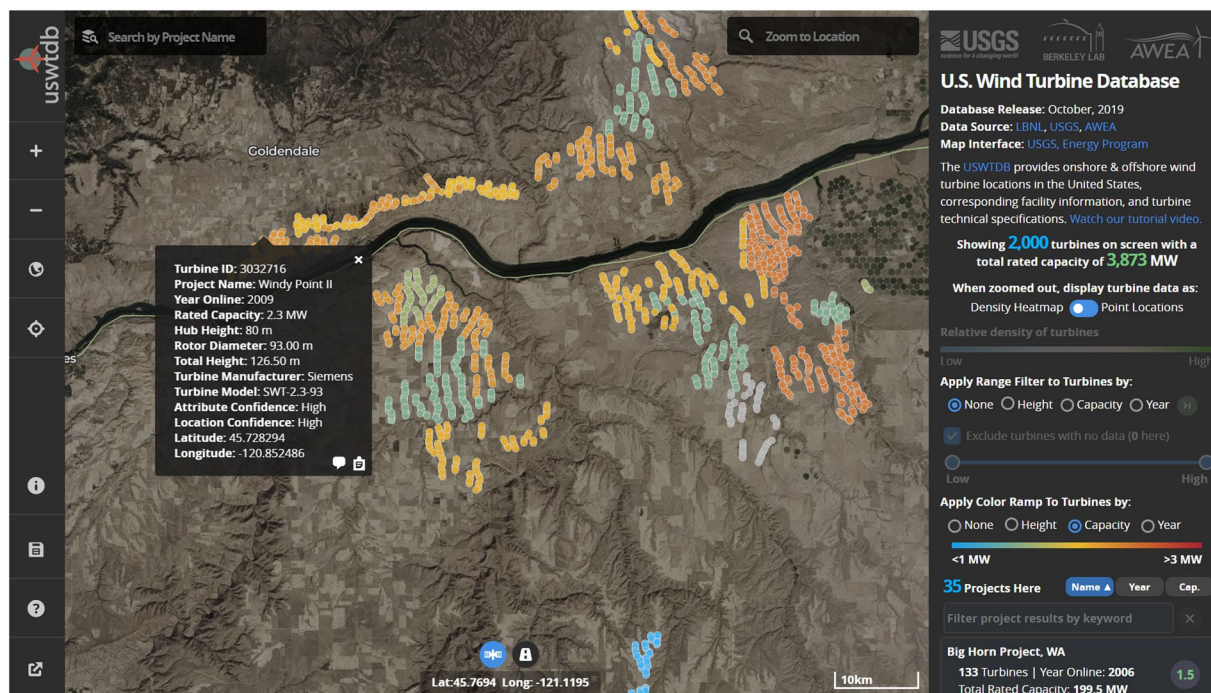 uswtdb
Search by Project Name
Zoom to Location
Goldendale
es
Turbine ID: 3032716
Project Name: Windy Point II
Year Online: 2009
Rated Capacity: 2.3 MW
Hub Height: 80 m
Rotor Diameter: 93.00 m
Total Height: 126.50 m
Turbine Manufacturer: Siemens
Turbine Model: SWT-2.3-93
Attribute Confidence: High
Location Confidence: High
Latitude: 45.728294
Longitude: -120.852486
Lat:45.7694 Long: -121.1195
10km
USGS
science for a changing world
BERKELEY LAB
AWEA
U.S. Wind Turbine Database
Database Release: October, 2019
Data Source: LBNL, USGS, AWEA
Map Interface: USGS, Energy Program
The USWTDB provides onshore & offshore wind
turbine locations in the United States,
corresponding facility information, and turbine
technical specifications. Watch our tutorial video.
Showing 2,000 turbines on screen with a
total rated capacity of 3,873 MW
When zoomed out, display turbine data as:
Density Heatmap Point Locations
Relative density of turbines
Low High
Apply Range Filter to Turbines by:
None Height Capacity Year
Exclude turbines with no data (0 here)
Low High
Apply Color Ramp To Turbines by:
None Height Capacity Year
<1 MW >3 MW
35 Projects Here Name ▲ Year Cap.
Filter project results by keyword
Big Horn Project, WA
133 Turbines | Year Online: 2006
Total Rated Capacity: 199.5 MW
1.5